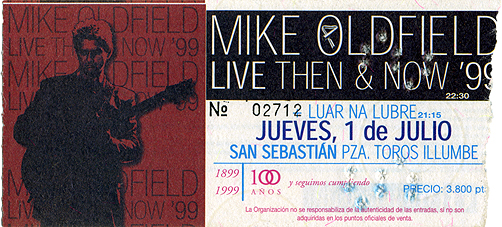 MIKE OLDFIELD
LIVE THEN & NOW '99
MIKE OLDFIELD
LIVE THEN & NOW '99
22:30
Nº 02712 LUAR NA LUBRE 21:15
JUEVES, 1 de JULIO
SAN SEBASTIÁN PZA. TOROS ILLUMBE
1899
1999
100
AÑOS
y seguimos cumpliendo
PRECIO: 3.800 pt
La Organización no se responsabiliza de la autenticidad de las entradas, si no son
adquiridas en los puntos oficiales de venta.
OLDFIELD
NOW '99